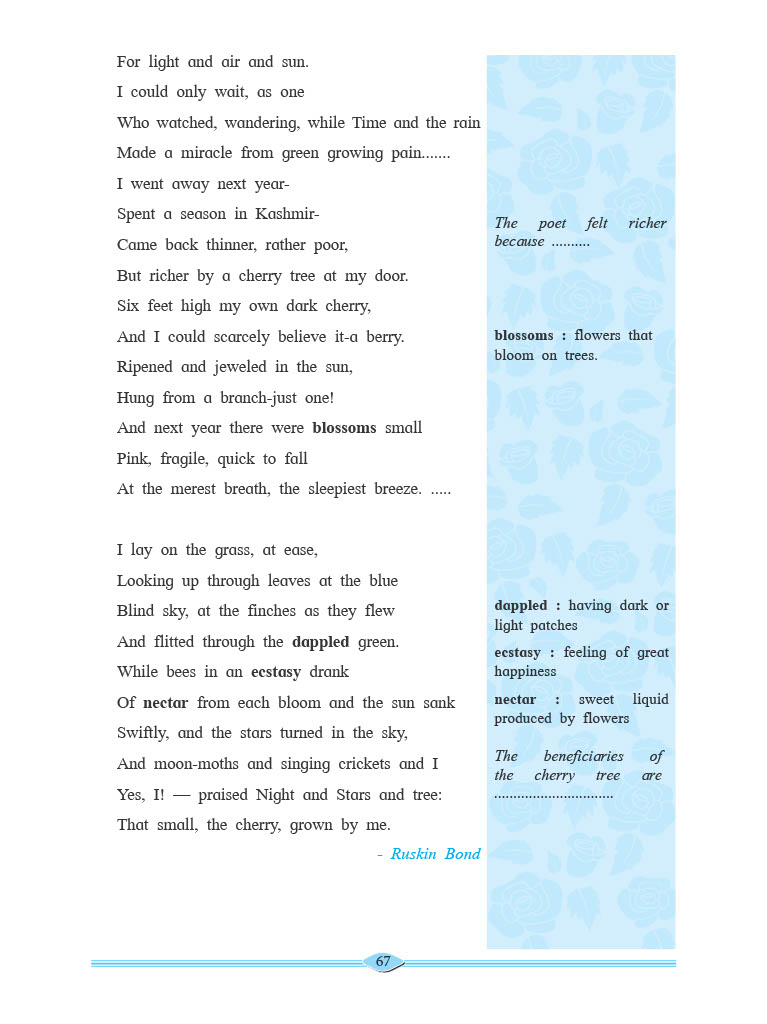 For light and air and sun.
I could only wait, as one
Who watched, wandering, while Time and the rain
Made a miracle from green growing pain.......
I went away next year-
Spent a season in Kashmir-
Came back thinner, rather poor,
But richer by a cherry tree at my door.
Six feet high my own dark cherry,
And I could scarcely believe it-a berry.
Ripened and jeweled in the sun,
Hung from a branch-just one!
And next year there were blossoms small
Pink, fragile, quick to fall
At the merest breath, the sleepiest breeze. .....
I lay on the grass, at ease,
Looking up through leaves at the blue
Blind sky, at the finches as they flew
And flitted through the dappled green.
While bees in an ecstasy drank
Of nectar from each bloom and the sun sank
Swiftly, and the stars turned in the sky,
And moon-moths and singing crickets and I
Yes, I! — praised Night and Stars and tree:
That small, the cherry, grown by me.
- Ruskin Bond
The poet felt richer
because ..........
blossoms : flowers that
bloom on trees.
dappled : having dark or
light patches
ecstasy : feeling of great
happiness
nectar : sweet liquid
produced by flowers
The beneficiaries of
the cherry tree are
................................
67